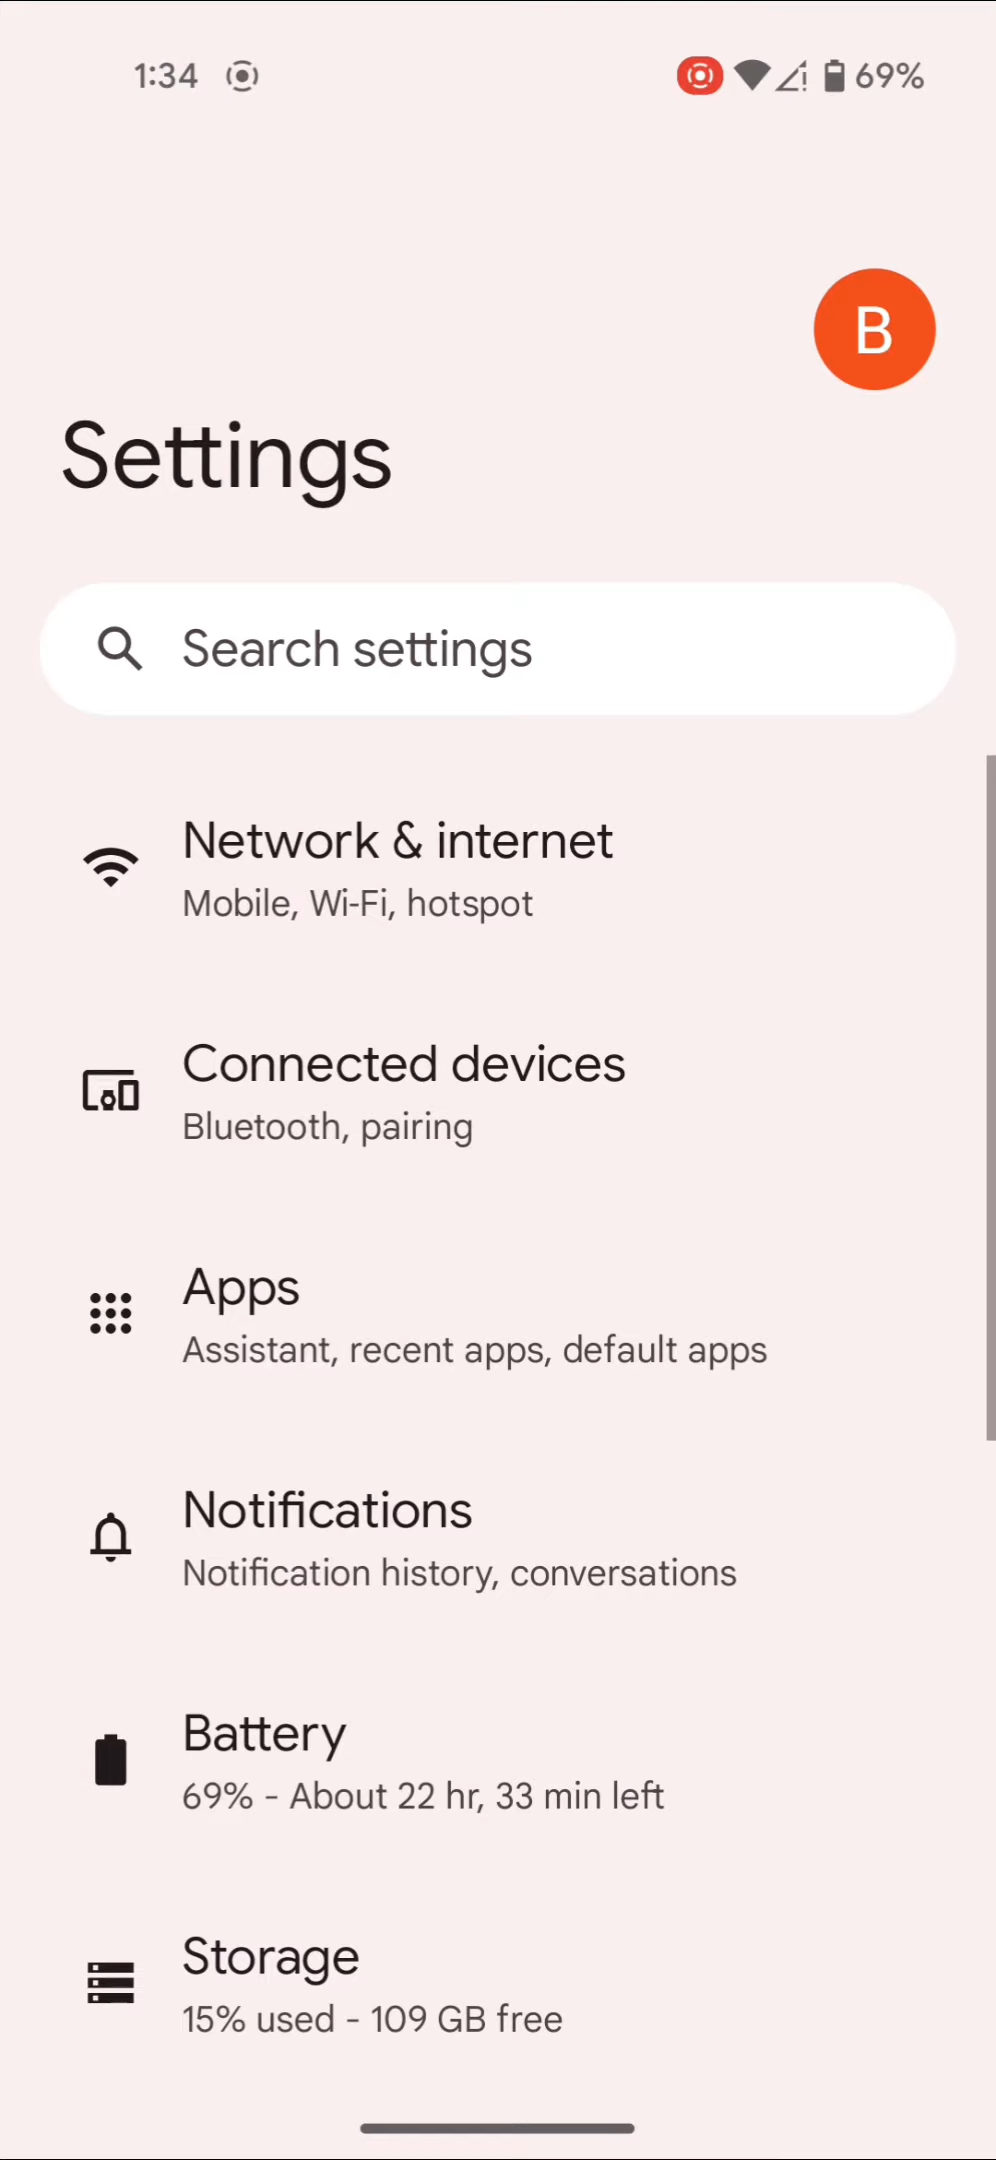 1:34
69%
B
Settings
Search settings
Network & internet
Mobile, Wi-Fi, hotspot
Connected devices
Bluetooth, pairing
Apps
Assistant, recent apps, default apps
Notifications
Notification history, conversations
Battery
69% - About 22 hr, 33 min left
Storage
15% used - 109 GB free